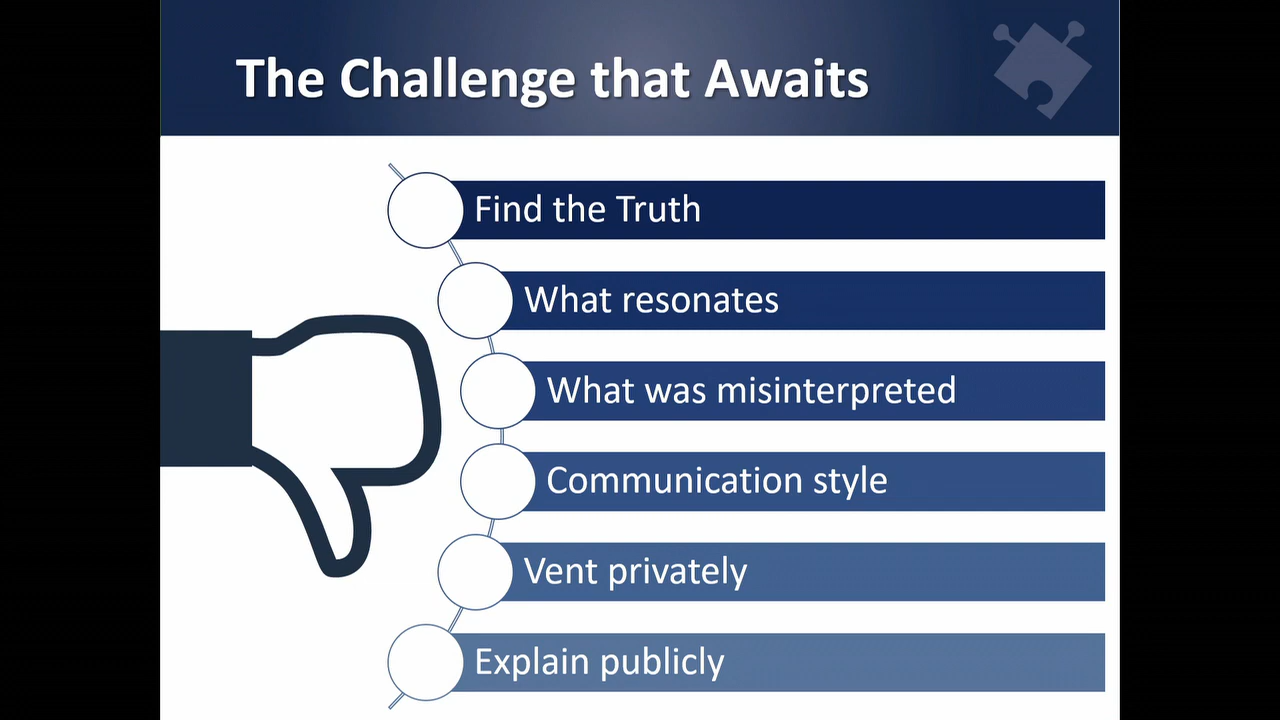 The Challenge that Awaits
Find the Truth
What resonates
What was misinterpreted
Communication style
Vent privately
Explain publicly